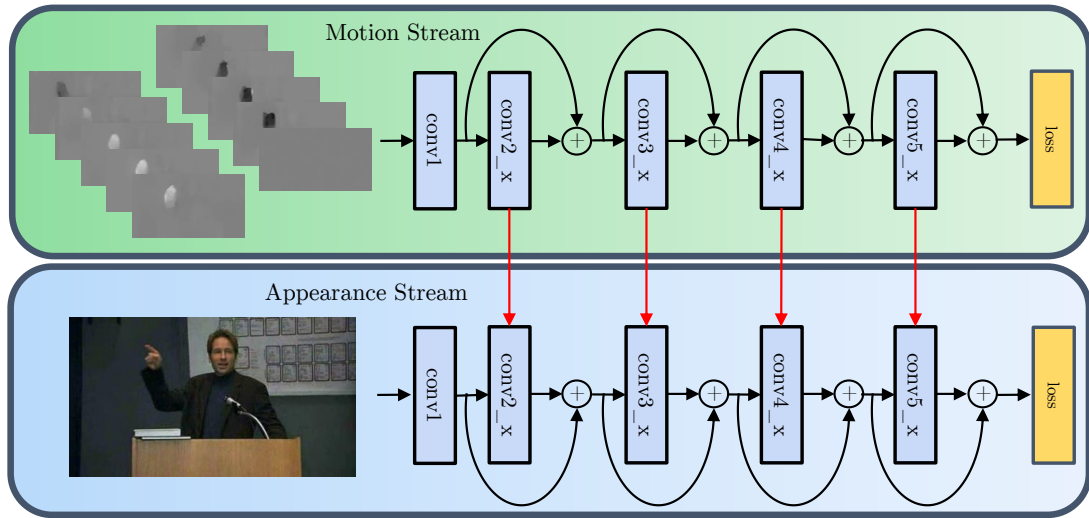 Motion Stream
conv1
conv2_x
+
conv3_x
+
conv4_x
+
conv5_x
+
loss
Appearance Stream
conv1
conv2_x
+
conv3_x
+
conv4_x
+
conv5_x
+
loss